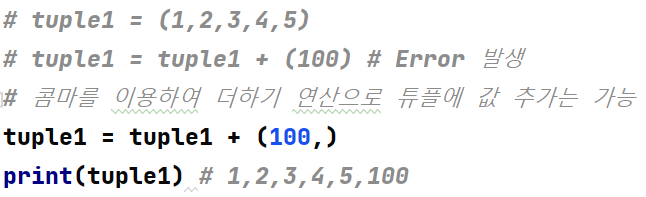 # tuple1 = (1,2,3,4,5)
# tuple1 = tuple1 + (100) # Error 발생
# 콤마를 이용하여 더하기 연산으로 튜플에 값 추가는 가능
tuple1 = tuple1 + (100,)
print(tuple1) # 1,2,3,4,5,100